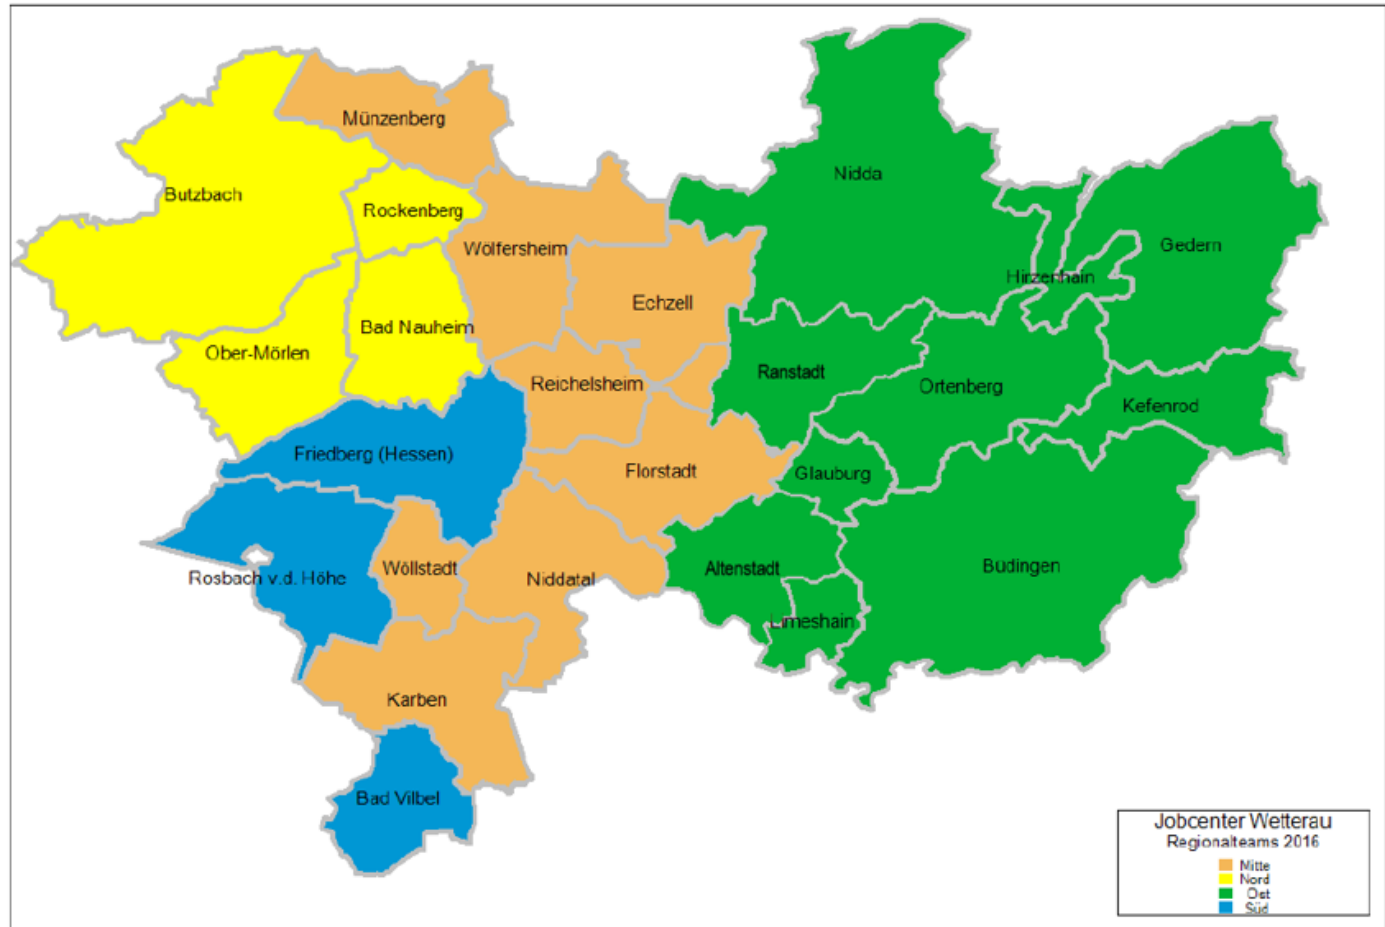 Münzenberg
Nidda
Butzbach
Rockenberg
Wölfersheim
Gedern
Hirzenhain
Echzell
Bad Nauheim
Ober-Mörlen
Ranstadt
Reichelsheim
Ortenberg
Kefenrod
Friedberg (Hessen)
Florstadt
Glauburg
Büdingen
Wöllstadt
Altenstadt
Rosbach v.d. Höhe
Niddatal
Limeshain
Karben
Bad Vilbel
Jobcenter Wetterau
Regionalteams 2016
Mitte
Nord
Ost
Süd